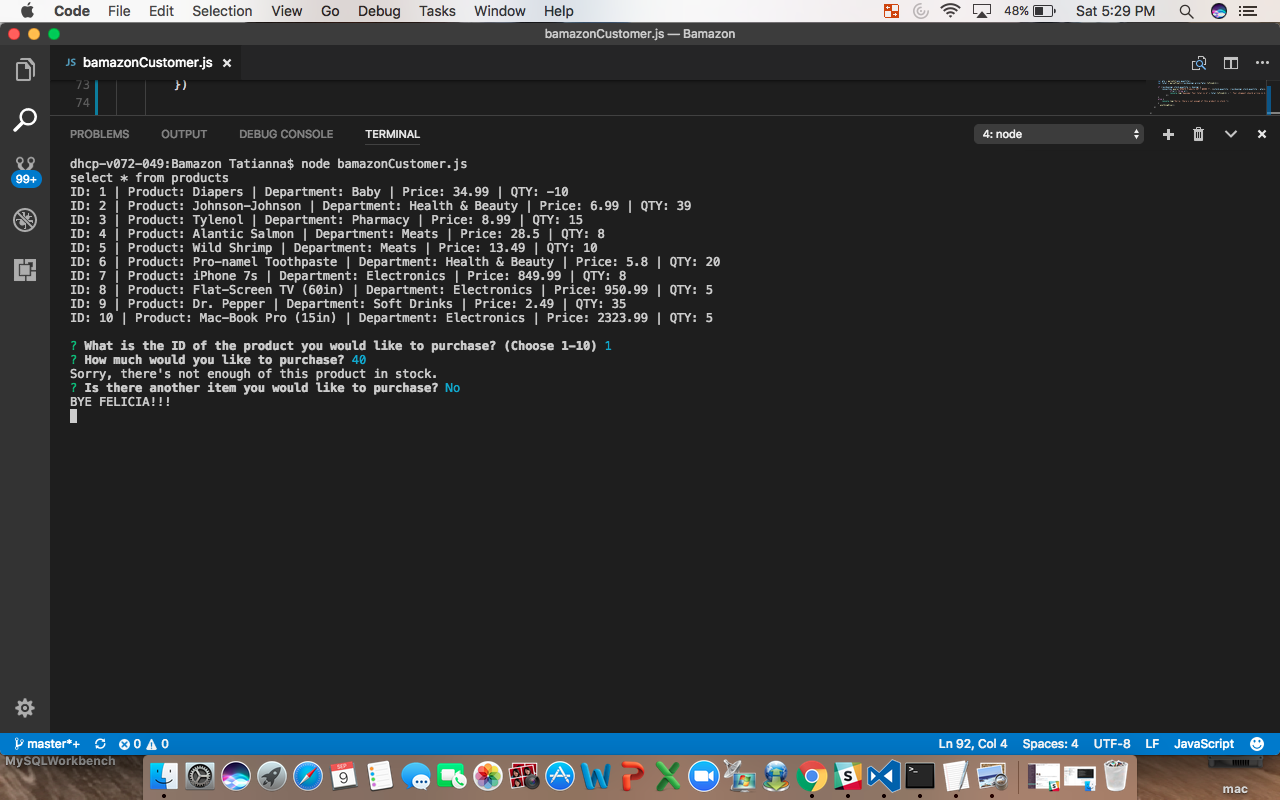 Code File Edit Selection View Go Debug Tasks Window Help 48% Sat 5:29 PM
bamazonCustomer.js — Bamazon
JS bamazonCustomer.js ×
73 })
74
PROBLEMS OUTPUT DEBUG CONSOLE TERMINAL 4: node
dhcp-v072-049:Bamazon Tatianna$ node bamazonCustomer.js
select * from products
ID: 1 | Product: Diapers | Department: Baby | Price: 34.99 | QTY: -10
ID: 2 | Product: Johnson-Johnson | Department: Health & Beauty | Price: 6.99 | QTY: 39
ID: 3 | Product: Tylenol | Department: Pharmacy | Price: 8.99 | QTY: 15
ID: 4 | Product: Alantic Salmon | Department: Meats | Price: 28.5 | QTY: 8
ID: 5 | Product: Wild Shrimp | Department: Meats | Price: 13.49 | QTY: 10
ID: 6 | Product: Pro-namel Toothpaste | Department: Health & Beauty | Price: 5.8 | QTY: 20
ID: 7 | Product: iPhone 7s | Department: Electronics | Price: 849.99 | QTY: 8
ID: 8 | Product: Flat-Screen TV (60in) | Department: Electronics | Price: 950.99 | QTY: 5
ID: 9 | Product: Dr. Pepper | Department: Soft Drinks | Price: 2.49 | QTY: 35
ID: 10 | Product: Mac-Book Pro (15in) | Department: Electronics | Price: 2323.99 | QTY: 5
? What is the ID of the product you would like to purchase? (Choose 1-10) 1
? How much would you like to purchase? 40
Sorry, there's not enough of this product in stock.
? Is there another item you would like to purchase? No
BYE FELICIA!!!
99+
master*+ 0 0 Ln 92, Col 4 Spaces: 4 UTF-8 LF JavaScript
MySQLWorkbench
SEP
9
mac